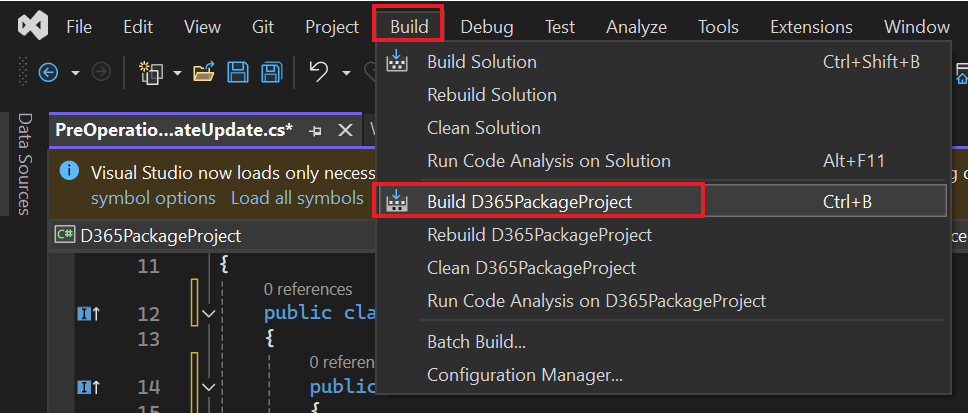 File Edit View Git Project Build Debug Test Analyze Tools Extensions Window
Data Sources
PreOperatio...ateUpdate.cs*
Visual Studio now loads only necess
symbol options Load all symbols
C# D365PackageProject
11 {
0 references
12 public cla
13 {
0 referen
14 public
15 {
Build Solution Ctrl+Shift+B
Rebuild Solution
Clean Solution
Run Code Analysis on Solution Alt+F11
Build D365PackageProject Ctrl+B
Rebuild D365PackageProject
Clean D365PackageProject
Run Code Analysis on D365PackageProject
Batch Build...
Configuration Manager...